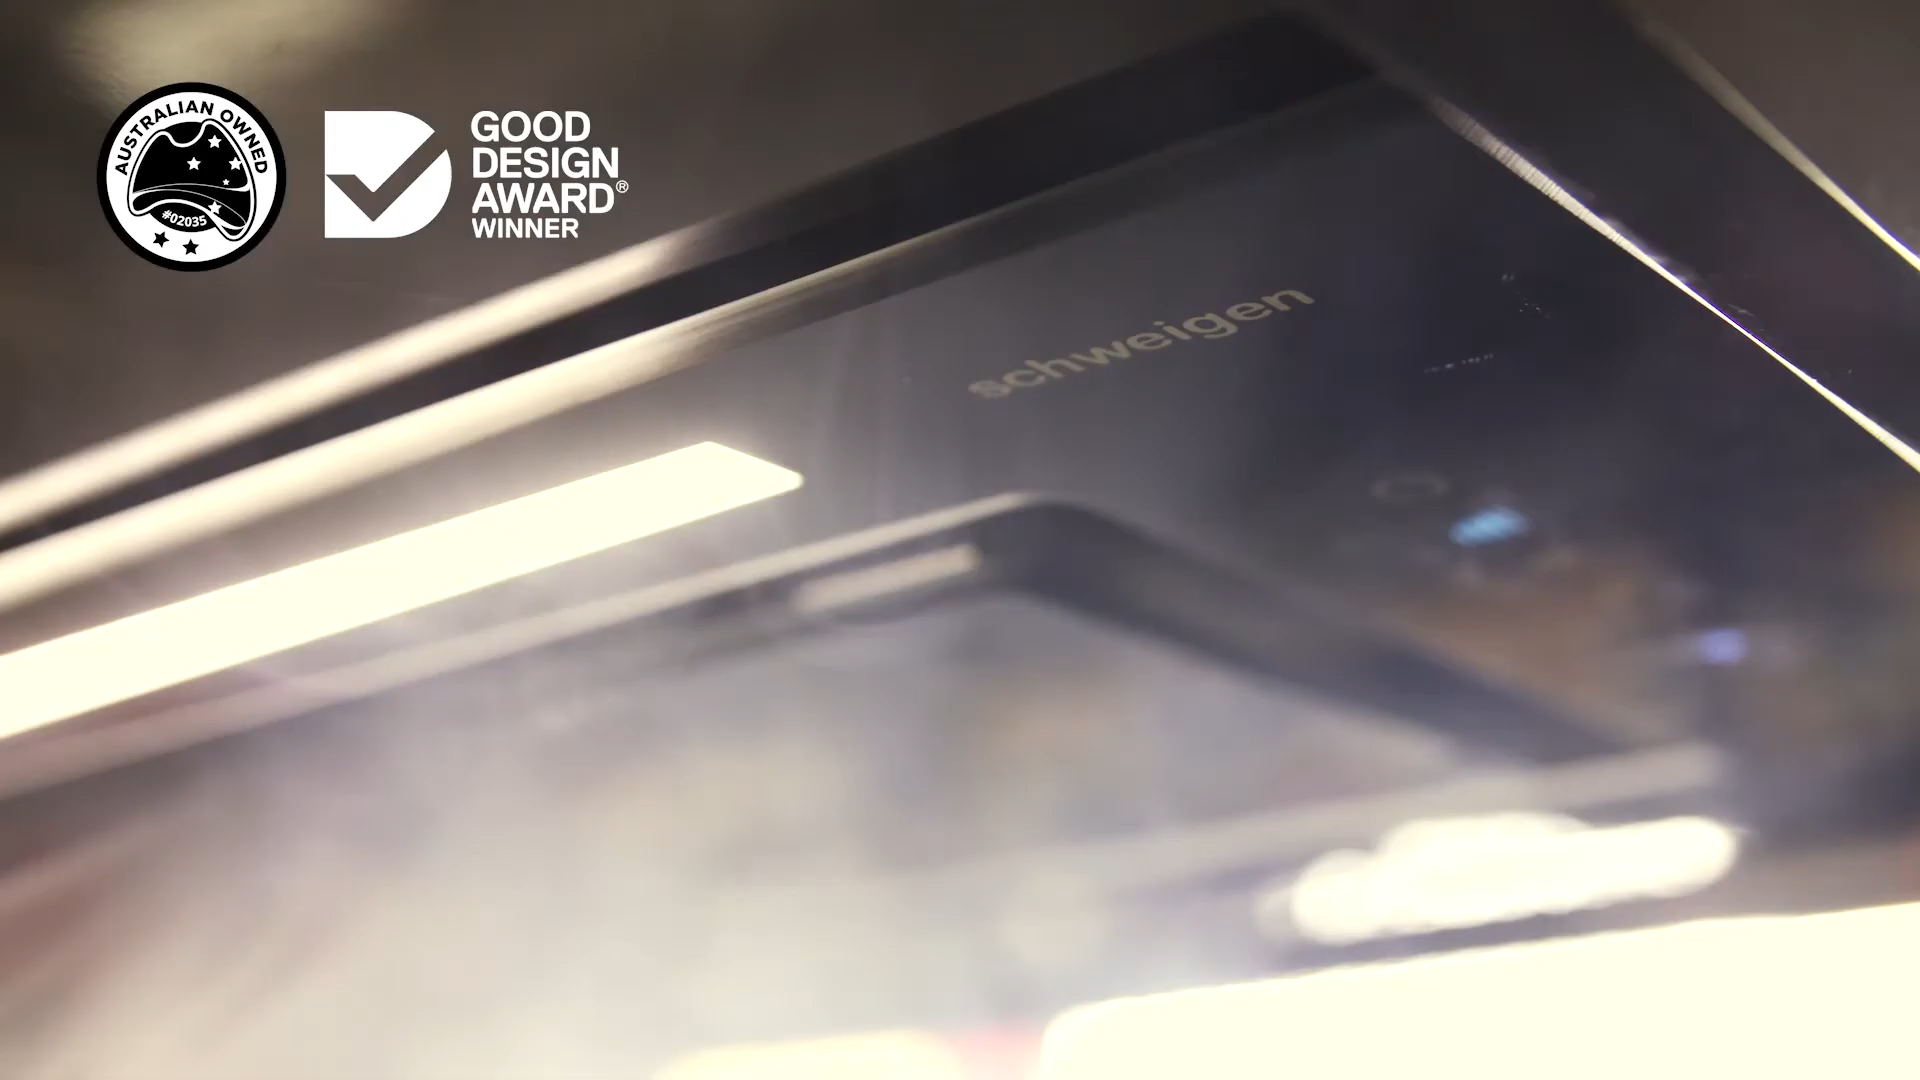 AUSTRALIAN OWNED
#02035
GOOD
DESIGN
AWARD®
WINNER
schweigen